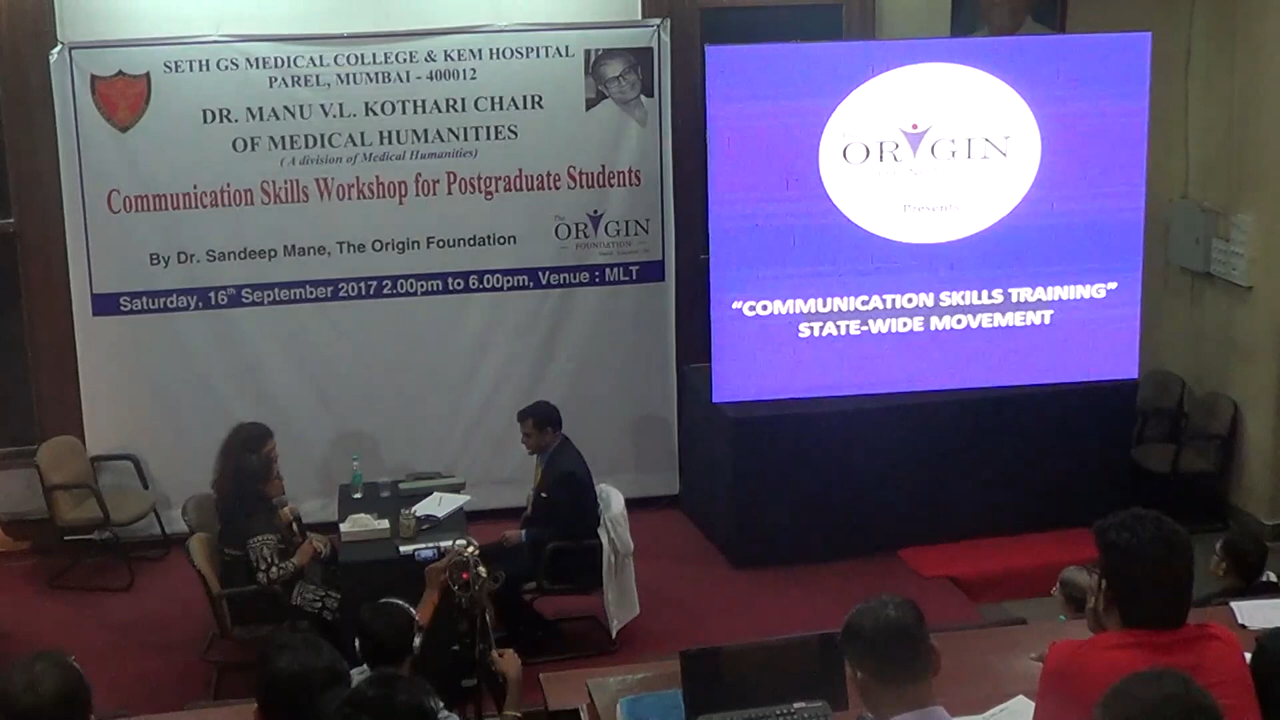 SETH GS MEDICAL COLLEGE & KEM HOSPITAL
PAREL, MUMBAI - 400012
DR. MANU V.L. KOTHARI CHAIR
OF MEDICAL HUMANITIES
( A division of Medical Humanities)
Communication Skills Workshop for Postgraduate Students
By Dr. Sandeep Mane, The Origin Foundation
The
ORIGIN
FOUNDATION
Saturday, 16th September 2017 2.00pm to 6.00pm, Venue : MLT
ORIGIN
Presents
“COMMUNICATION SKILLS TRAINING”
STATE-WIDE MOVEMENT